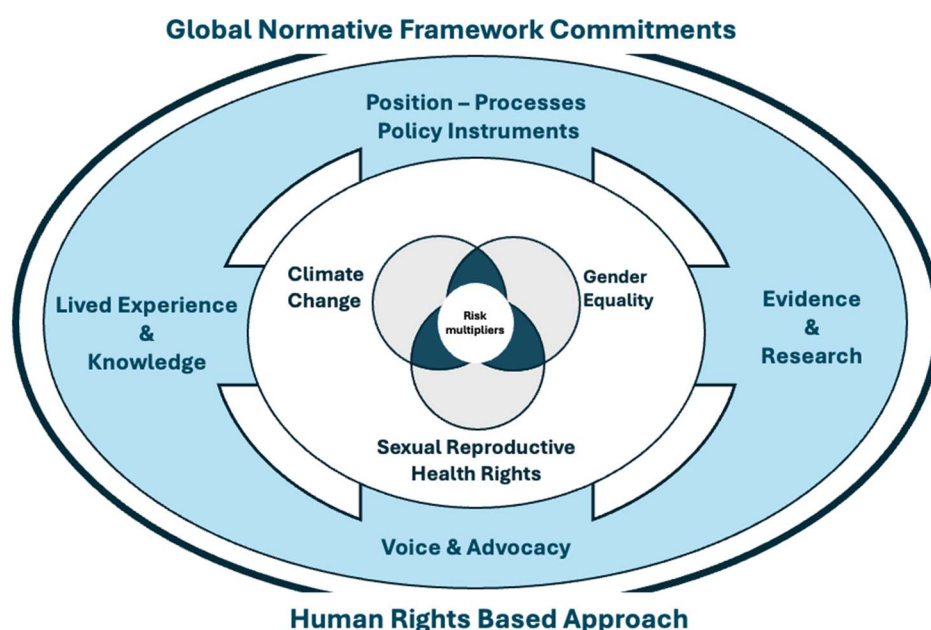 Global Normative Framework Commitments
Position – Processes
Policy Instruments
Climate
Change
Gender
Equality
Risk
multipliers
Lived Experience
&
Knowledge
Evidence
&
Research
Sexual Reproductive
Health Rights
Voice & Advocacy
Human Rights Based Approach